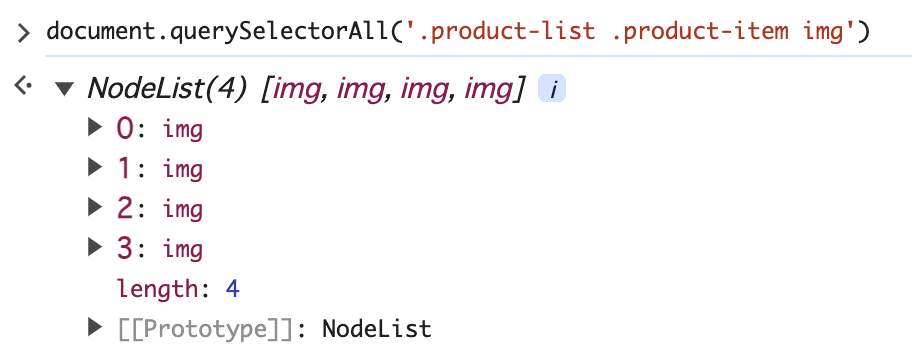 > document.querySelectorAll('.product-list .product-item img')
NodeList(4) [img, img, img, img] i
0: img
1: img
2: img
3: img
length: 4
[[Prototype]]: NodeList